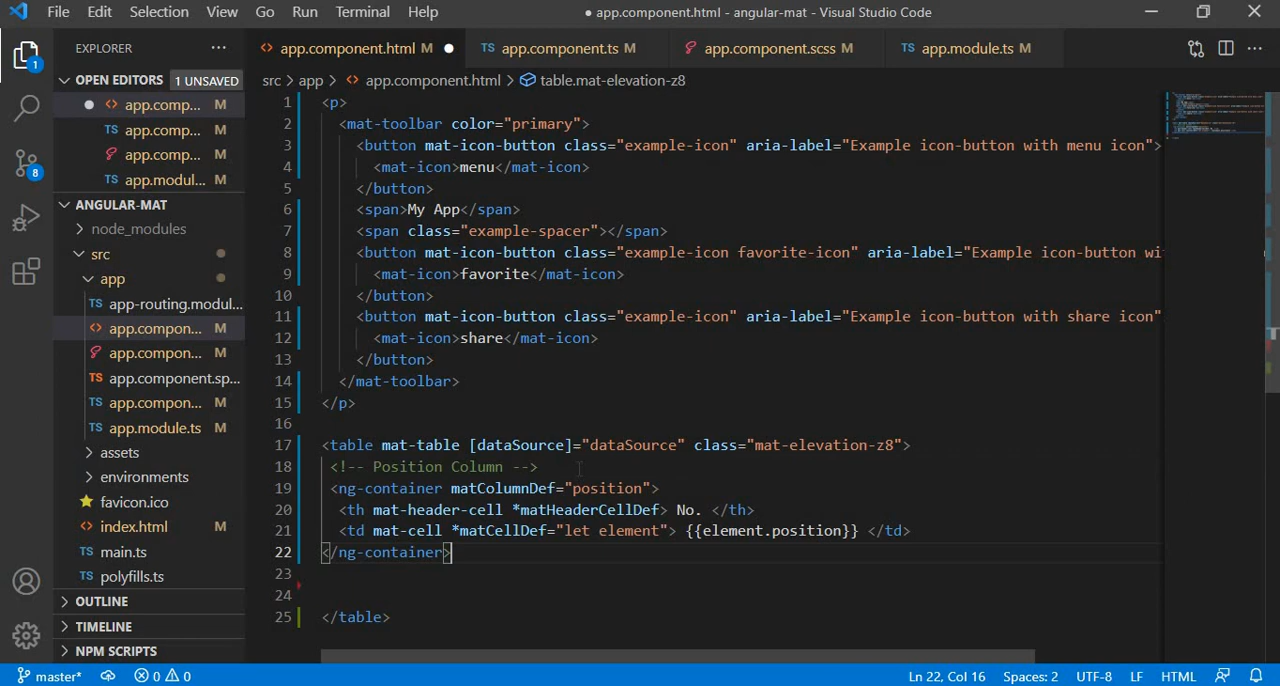 File Edit Selection View Go Run Terminal Help ● app.component.html - angular-mat - Visual Studio Code
EXPLORER ··· <> app.component.html M ● TS app.component.ts M app.component.scss M TS app.module.ts M ···
OPEN EDITORS 1 UNSAVED
src > app > <> app.component.html > table.mat-elevation-z8
● <> app.comp... M
TS app.comp... M
app.comp... M
TS app.modul... M
ANGULAR-MAT
node_modules
src
app
TS app-routing.modul...
<> app.compon... M
app.compon... M
TS app.component.sp...
TS app.compon... M
TS app.module.ts M
assets
environments
favicon.ico
index.html M
TS main.ts
TS polyfills.ts
OUTLINE
TIMELINE
NPM SCRIPTS
1
8
1 <p>
2 <mat-toolbar color="primary">
3 <button mat-icon-button class="example-icon" aria-label="Example icon-button with menu icon">
4 <mat-icon>menu</mat-icon>
5 </button>
6 <span>My App</span>
7 <span class="example-spacer"></span>
8 <button mat-icon-button class="example-icon favorite-icon" aria-label="Example icon-button wi
9 <mat-icon>favorite</mat-icon>
10 </button>
11 <button mat-icon-button class="example-icon" aria-label="Example icon-button with share icon"
12 <mat-icon>share</mat-icon>
13 </button>
14 </mat-toolbar>
15 </p>
16
17 <table mat-table [dataSource]="dataSource" class="mat-elevation-z8">
18 <!-- Position Column -->
19 <ng-container matColumnDef="position">
20 <th mat-header-cell *matHeaderCellDef> No. </th>
21 <td mat-cell *matCellDef="let element"> {{element.position}} </td>
22 </ng-container>
23
24
25 </table>
master* 0 0 Ln 22, Col 16 Spaces: 2 UTF-8 LF HTML